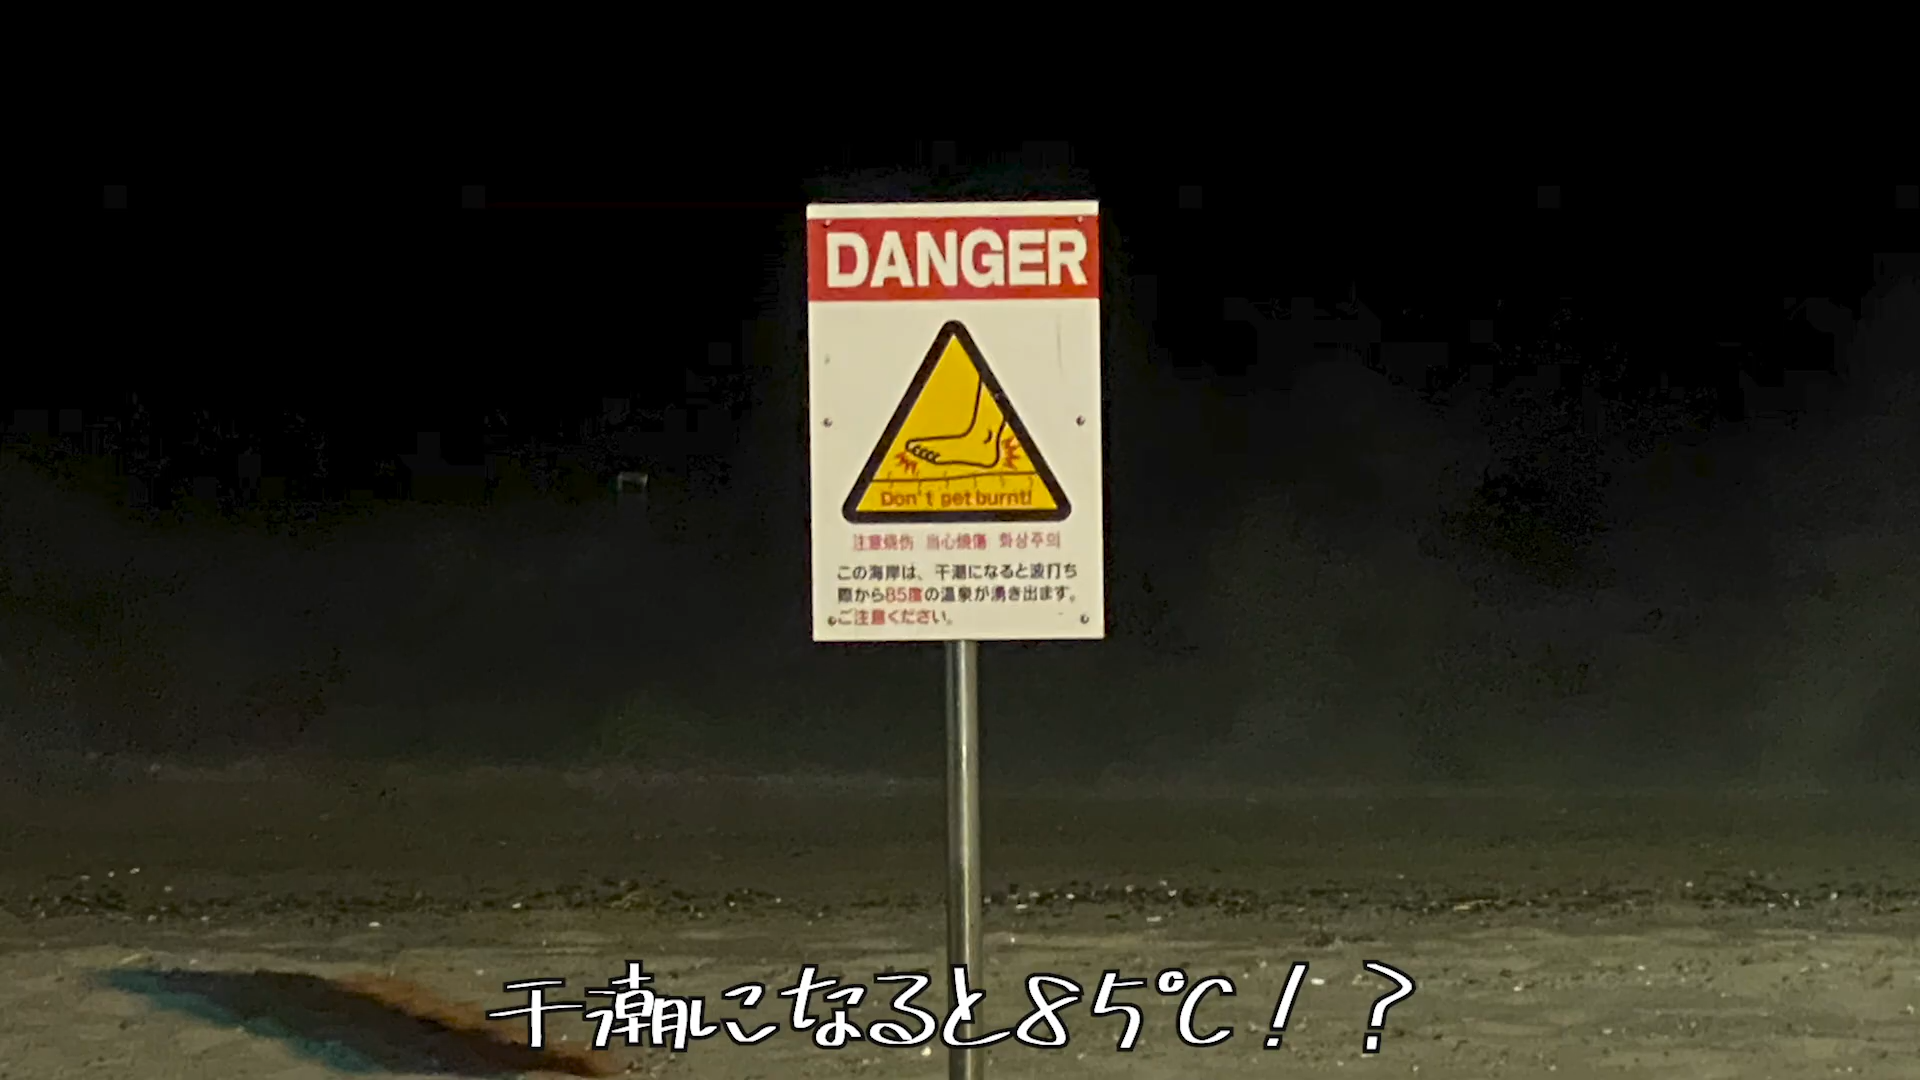 DANGER
Don't get burnt!
注意烧伤 当心燒傷 화상주의
この海岸は、干潮になると波打ち
際から85度の温泉が湧き出ます。
ご注意ください。
干潮になると85℃！？